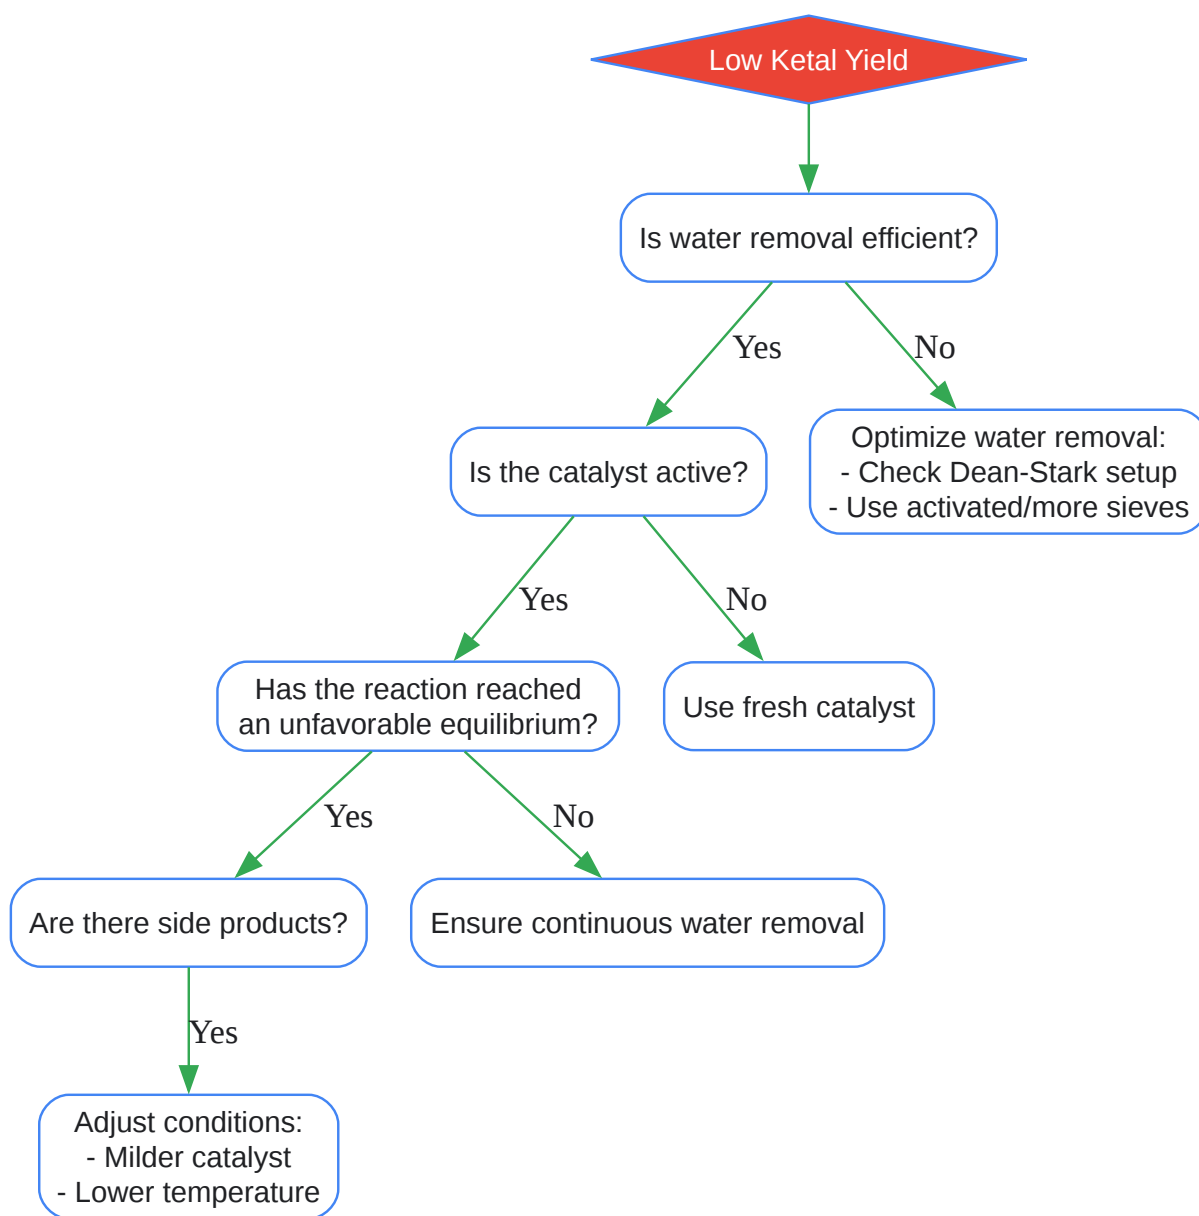 Low Ketal Yield
Is water removal efficient?
Yes
No
Optimize water removal:
- Check Dean-Stark setup
- Use activated/more sieves
Is the catalyst active?
Yes
No
Has the reaction reached
an unfavorable equilibrium?
Use fresh catalyst
Yes
No
Are there side products?
Ensure continuous water removal
Yes
Adjust conditions:
- Milder catalyst
- Lower temperature